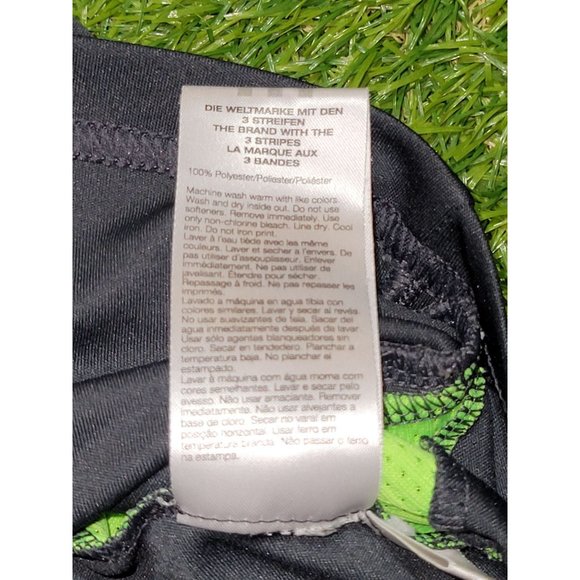 DIE WELTMARKE MIT DEN
3 STREIFEN
THE BRAND WITH THE
3 STRIPES
LA MARQUE AUX
3 BANDES
100% Polyester/Poliester/Poliéster
Machine wash warm with like colors.
Wash and dry inside out. Do not use
softeners. Remove immediately. Use
only non-chlorine bleach. Line dry. Cool
iron. Do not iron print.
Laver à l'eau tiède avec les même
couleurs. Laver et secher a l'envers. De
pas utiliser d'assouplisseur. Enlever
immédiatement. Ne pas utiliser de
javelisant. Étendre pour sécher.
Repassage à froid. Ne pas repasser les
imprimés.
Lavado a máquina en agua tibia con
colores similares. Lavar y secar al revés.
No usar suavizantes de tela. Sacar del
agua inmediatamente después de lavar.
Usar sólo agentes blanqueadores sin
cloro. Secar en tendedero. Planchar a
temperatura baja. No planchar el
estampado.
Lavar à máquina com água morna com
cores semelhantes. Lavar e secar pelo
avesso. Não usar amaciante. Remover
imediatamente. Não usar alvejantes a
base de cloro. Secar no varal em
posição horizontal. Usar ferro em
temperatura branda. Não passar o ferro
na estampa.